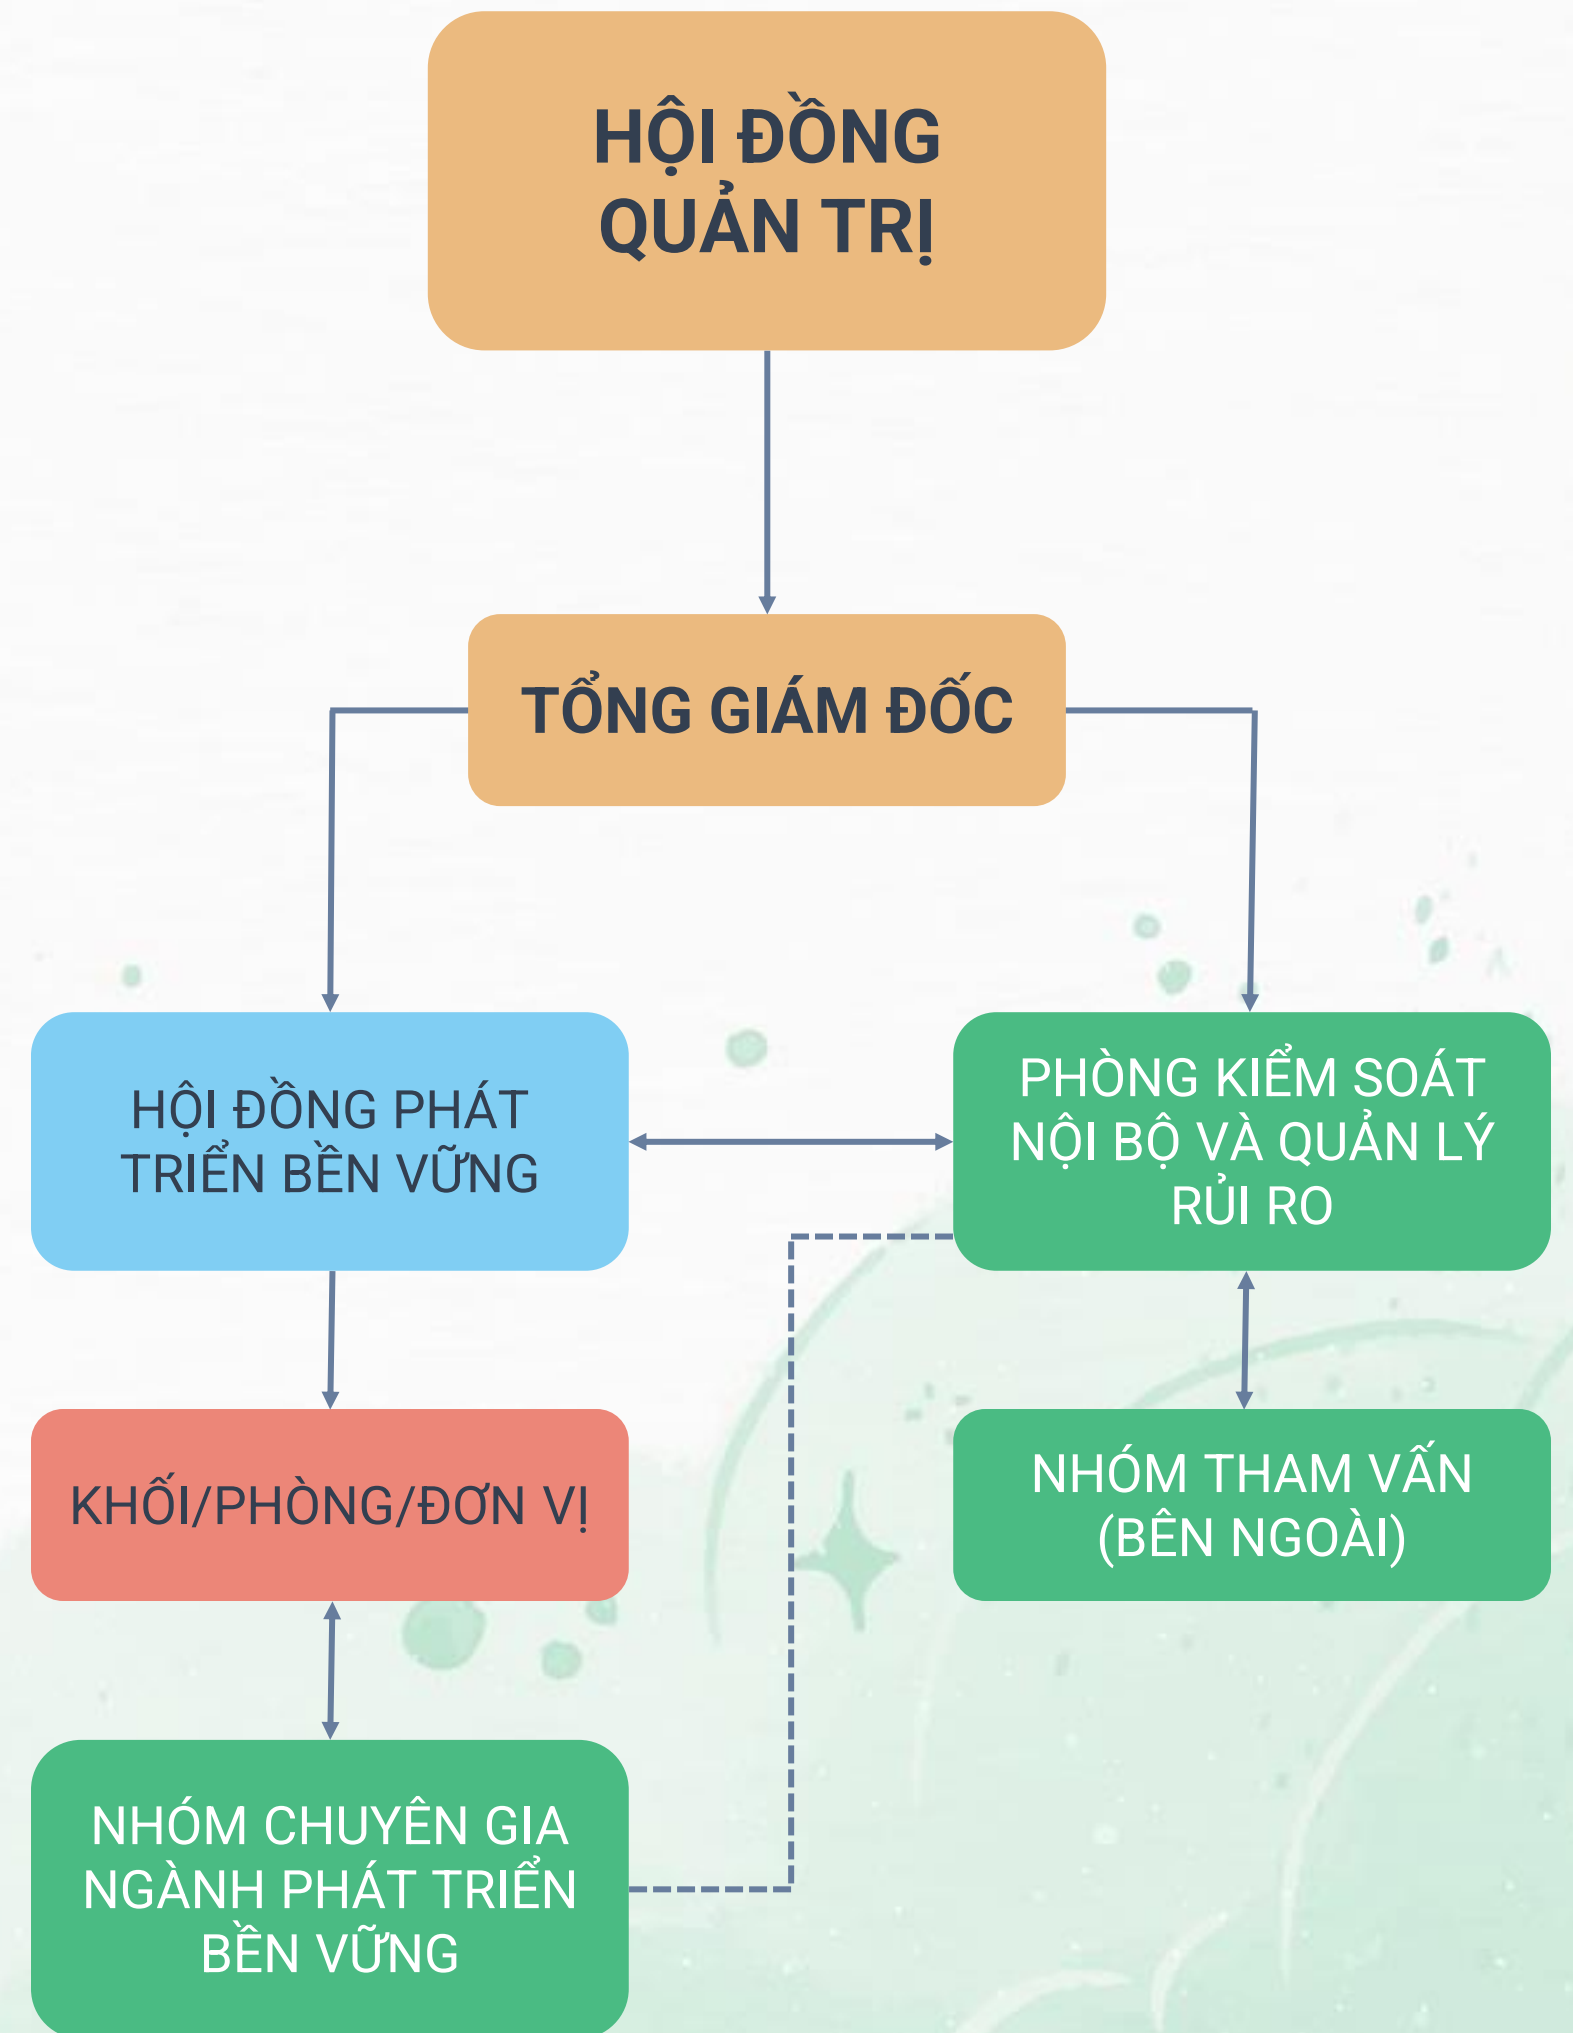 HỘI ĐỒNG
QUẢN TRỊ
TỔNG GIÁM ĐỐC
HỘI ĐỒNG PHÁT
TRIỂN BỀN VỮNG
PHÒNG KIỂM SOÁT
NỘI BỘ VÀ QUẢN LÝ
RỦI RO
KHỐI/PHÒNG/ĐƠN VỊ
NHÓM THAM VẤN
(BÊN NGOÀI)
NHÓM CHUYÊN GIA
NGÀNH PHÁT TRIỂN
BỀN VỮNG